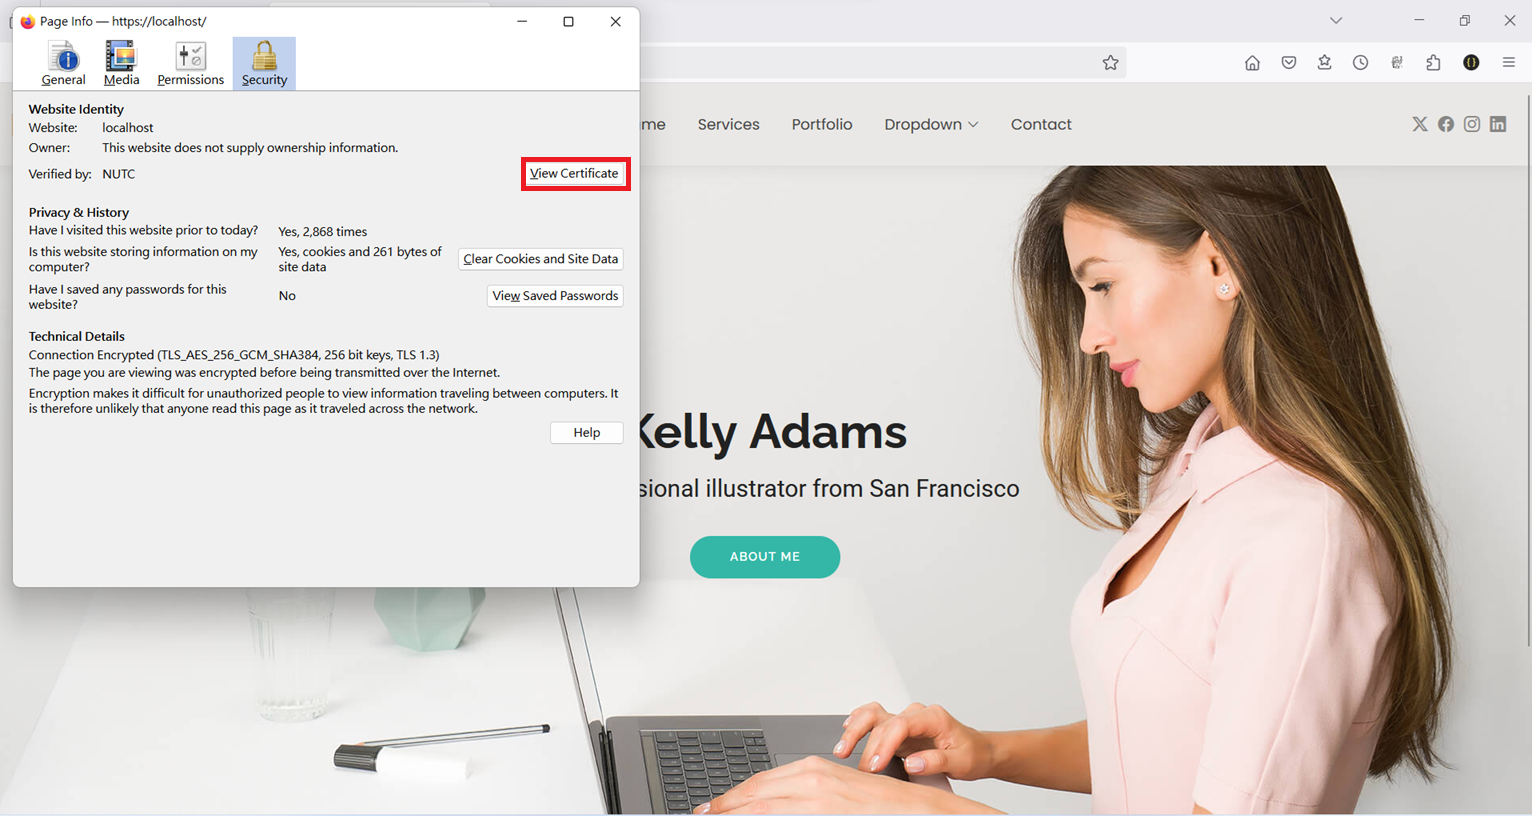 Page Info — https://localhost/
General
Media
Permissions
Security
Website Identity
Website: localhost
Owner: This website does not supply ownership information.
Verified by: NUTC
View Certificate
Privacy & History
Have I visited this website prior to today? Yes, 2,868 times
Is this website storing information on my computer?
Yes, cookies and 261 bytes of site data
Clear Cookies and Site Data
Have I saved any passwords for this website?
No
View Saved Passwords
Technical Details
Connection Encrypted (TLS_AES_256_GCM_SHA384, 256 bit keys, TLS 1.3)
The page you are viewing was encrypted before being transmitted over the Internet.
Encryption makes it difficult for unauthorized people to view information traveling between computers. It
is therefore unlikely that anyone read this page as it traveled across the network.
Help
me
Services
Portfolio
Dropdown
Contact
Kelly Adams
sional illustrator from San Francisco
ABOUT ME